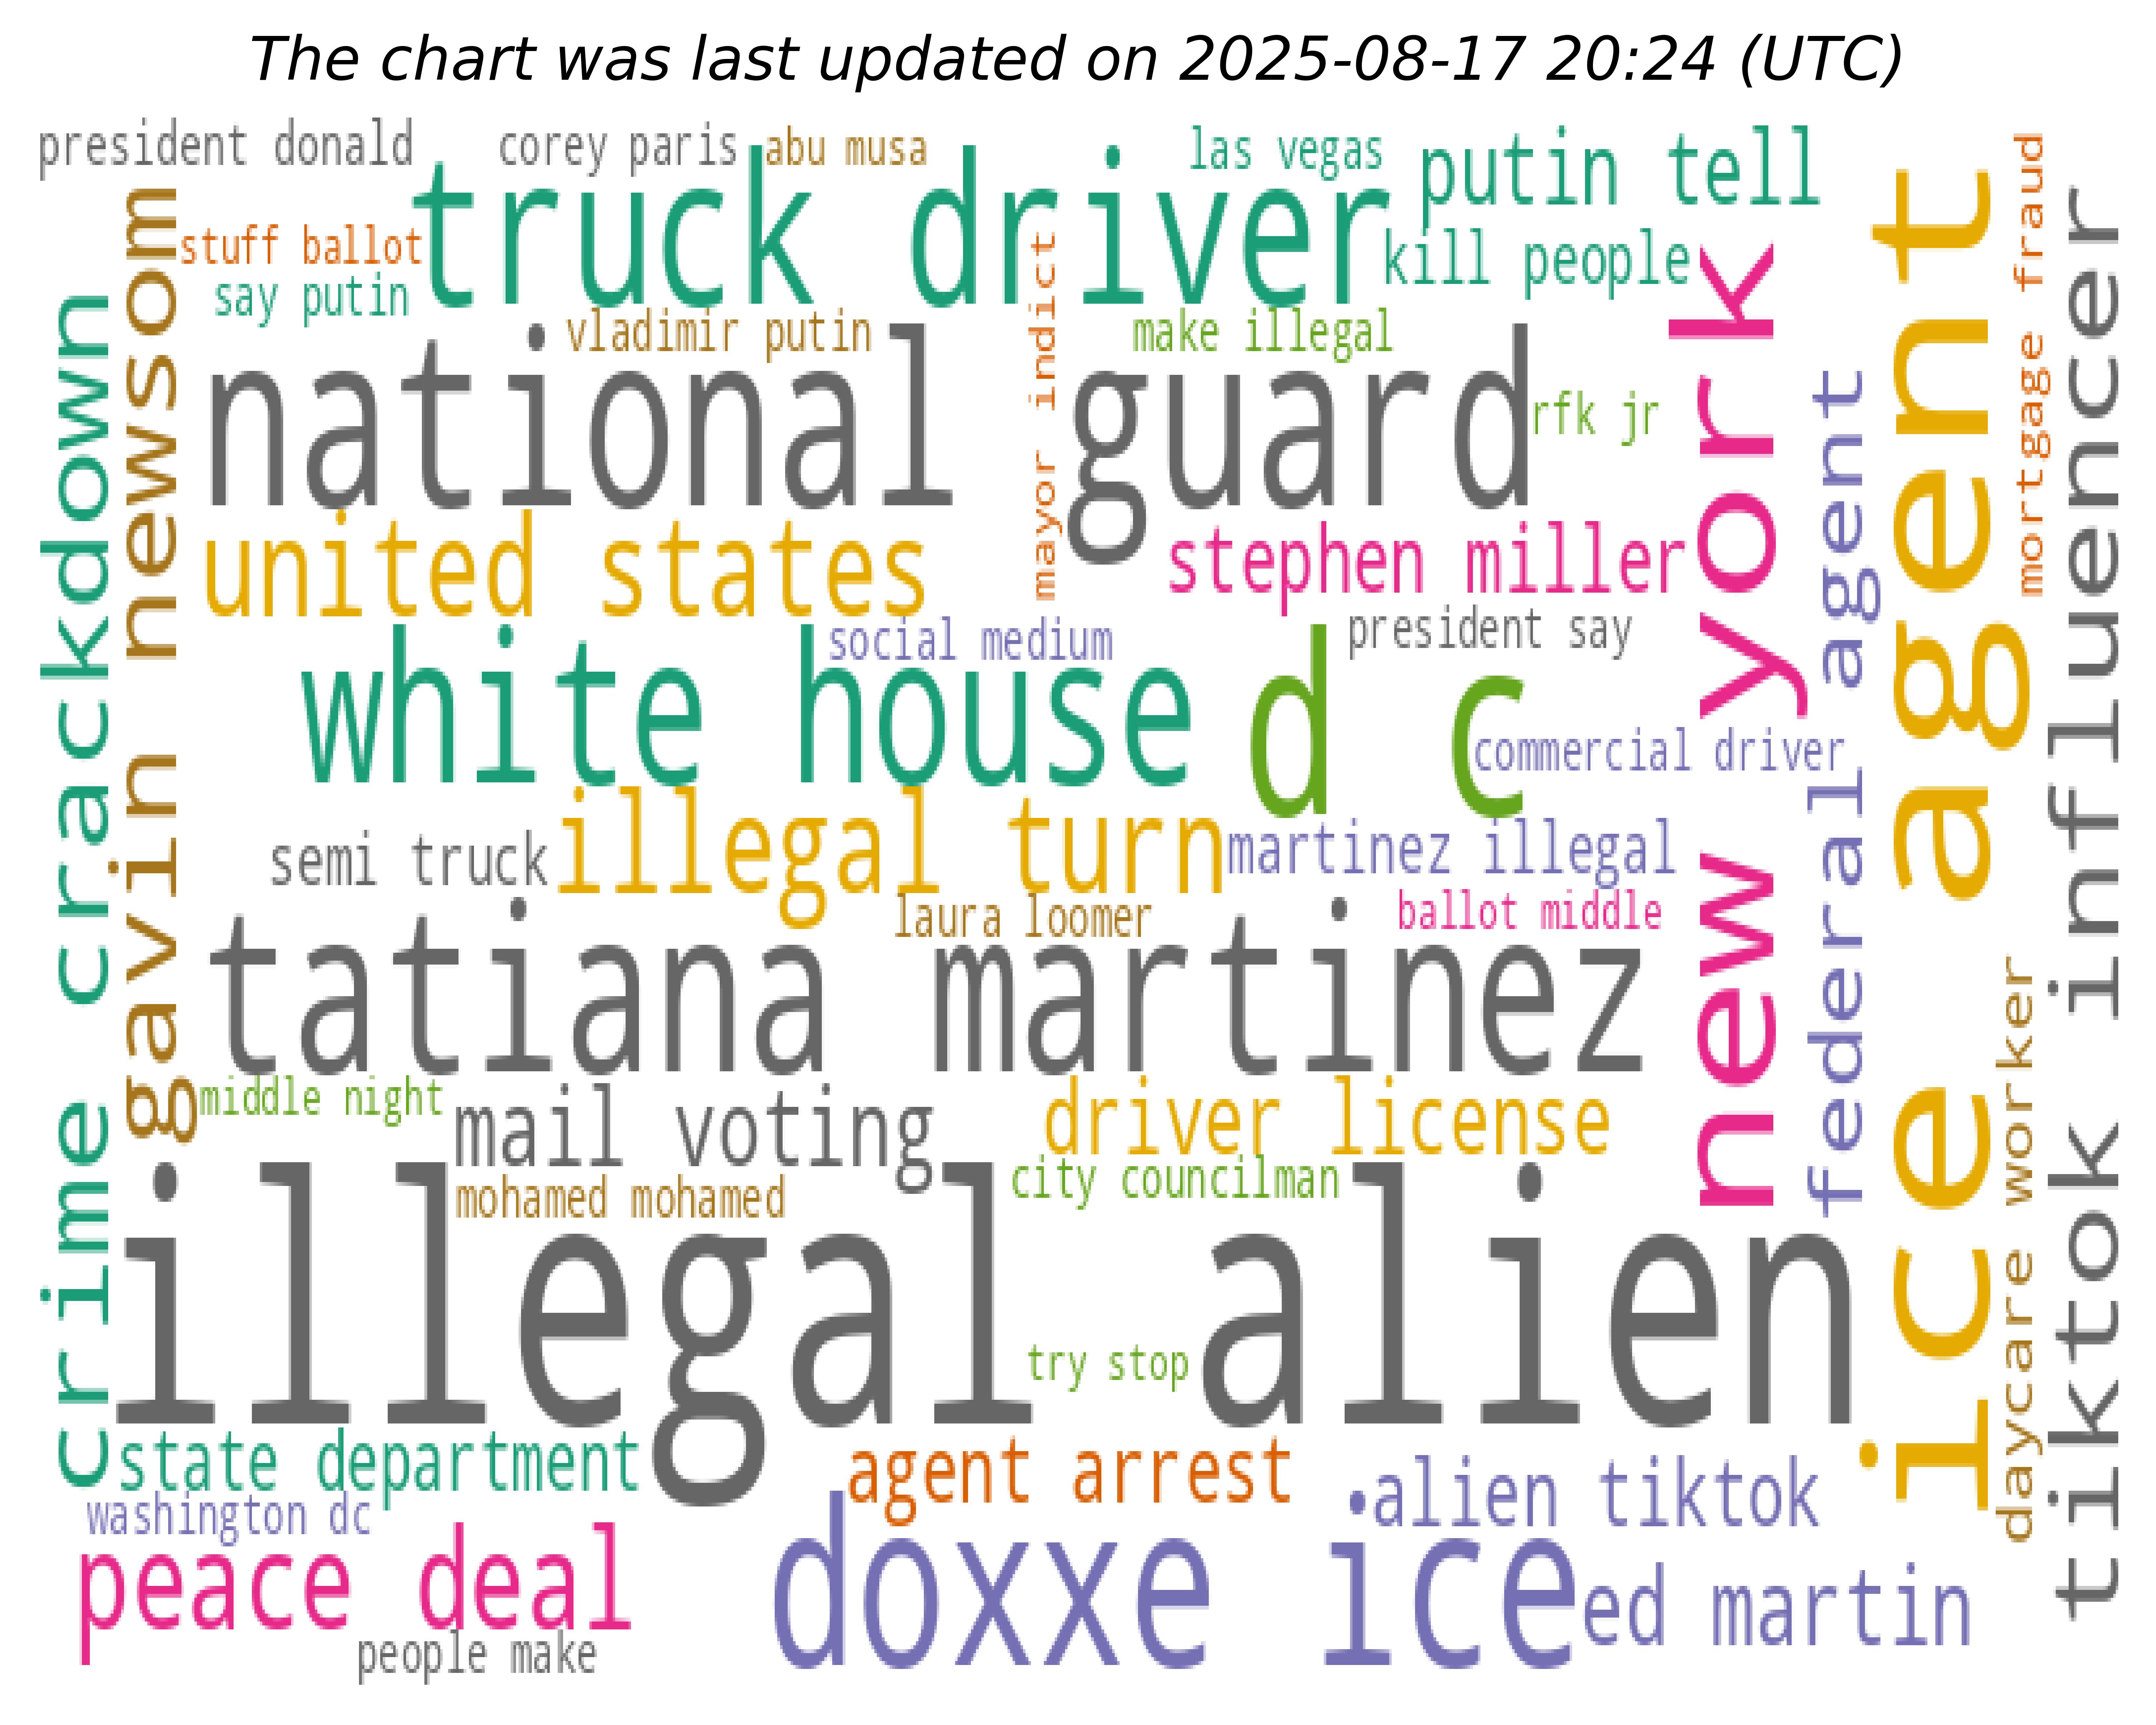 The chart was last updated on 2025-08-17 20:24 (UTC)
president donald
corey paris
abu musa
las vegas
putin tell
truck driver
stuff ballot
say putin
kill people
vladimir putin
make illegal
national guard
rfk jr
mayor indict
united states
stephen miller
social medium
president say
white house
d c
commercial driver
semi truck
illegal turn
martinez illegal
laura loomer
ballot middle
tatiana martinez
middle night
mail voting
driver license
city councilman
mohamed mohamed
illegal alien
try stop
state department
agent arrest
alien tiktok
washington dc
peace deal
doxxe ice
ed martin
people make
crime crackdown
gavin newsom
new york
federal agent
ice agent
mortgage fraud
daycare worker
tiktok influencer